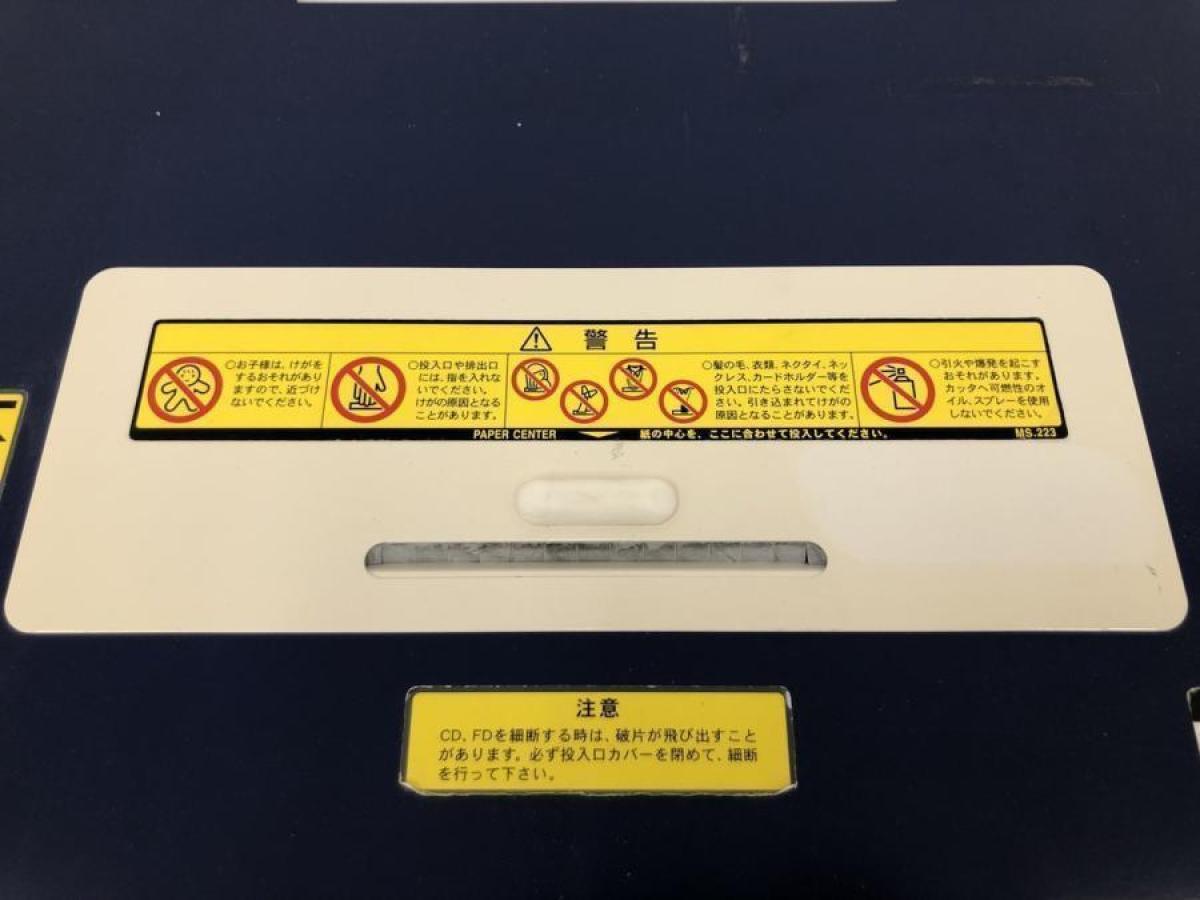 警告
○お子様は、けがを
するおそれがあり
ますので、近づけ
ないでください。
○投入口や排出口
には、指を入れな
いでください。
けがの原因となる
ことがあります。
○髪の毛、衣類、ネクタイ、ネッ
クレス、カードホルダー等を
投入口にたらさないでくだ
さい。引き込まれてけがの
原因となることがあります。
○引火や爆発を起こす
おそれがあります。
カッタへ可燃性のオ
イル、スプレーを使用
しないでください。
PAPER CENTER 紙の中心を、ここに合わせて投入してください。 MS.223
注意
CD、FDを細断する時は、破片が飛び出すこと
があります。必ず投入口カバーを閉めて、細断
を行って下さい。